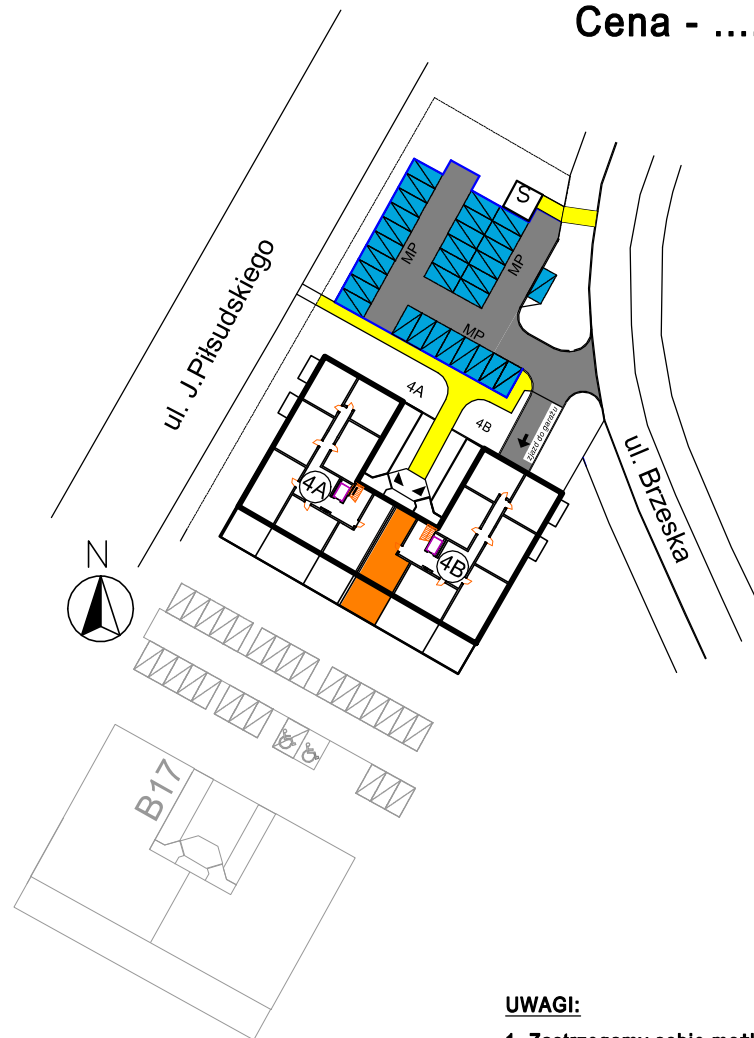 Cena - ....
S
MP
MP
MP
ul. J.Piłsudskiego
4A
4B
zjazd do garażu
ul. Brzeska
4A
4B
N
B17
UWAGI: